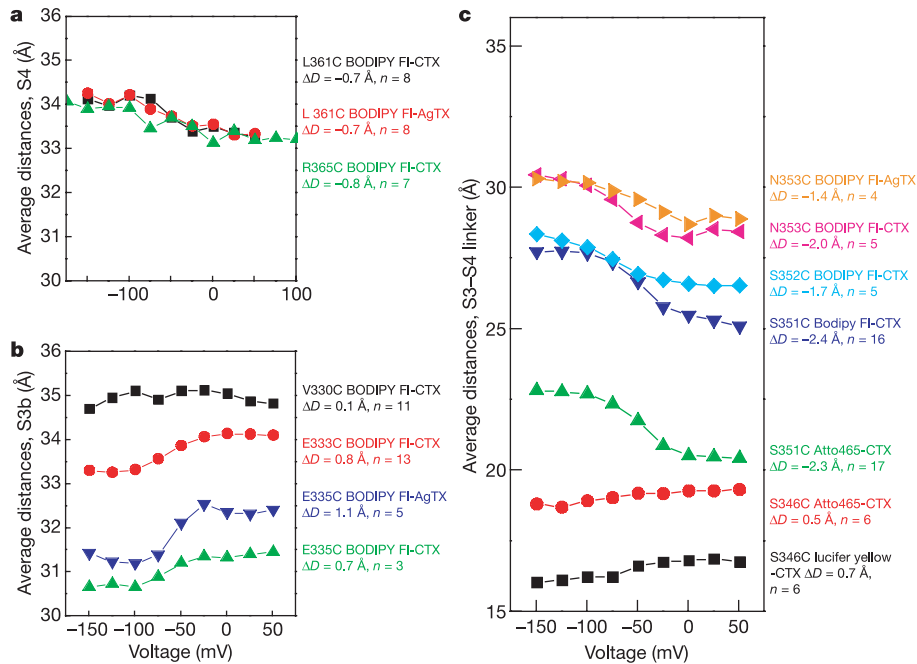 a
Average distances, S4 (Å)
35
34
33
32
31
30
−100
0
100
L361C BODIPY Fl-CTX
ΔD = −0.7 Å, n = 8
L 361C BODIPY Fl-AgTX
ΔD = −0.7 Å, n = 8
R365C BODIPY Fl-CTX
ΔD = −0.8 Å, n = 7
b
Average distances, S3b (Å)
36
35
34
33
32
31
30
−150
−100
−50
0
50
Voltage (mV)
V330C BODIPY Fl-CTX
ΔD = 0.1 Å, n = 11
E333C BODIPY Fl-CTX
ΔD = 0.8 Å, n = 13
E335C BODIPY Fl-AgTX
ΔD = 1.1 Å, n = 5
E335C BODIPY Fl-CTX
ΔD = 0.7 Å, n = 3
c
Average distances, S3–S4 linker (Å)
35
30
25
20
15
−150
−100
−50
0
50
Voltage (mV)
N353C BODIPY Fl-AgTX
ΔD = −1.4 Å, n = 4
N353C BODIPY Fl-CTX
ΔD = −2.0 Å, n = 5
S352C BODIPY Fl-CTX
ΔD = −1.7 Å, n = 5
S351C Bodipy Fl-CTX
ΔD = −2.4 Å, n = 16
S351C Atto465-CTX
ΔD = −2.3 Å, n = 17
S346C Atto465-CTX
ΔD = 0.5 Å, n = 6
S346C lucifer yellow
-CTX ΔD = 0.7 Å,
n = 6